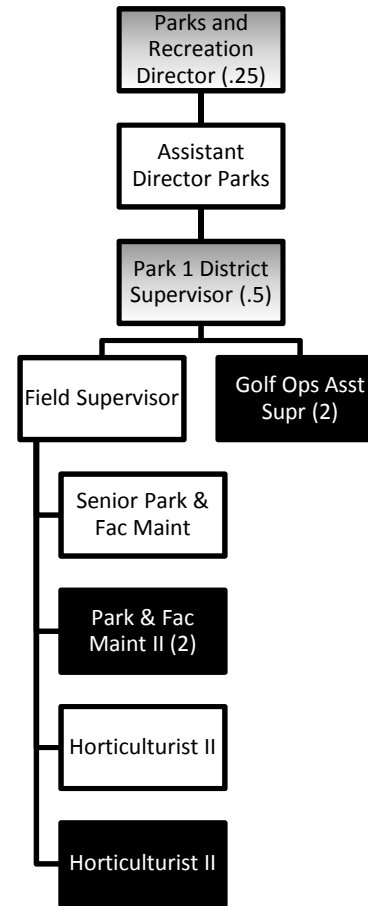 Parks and
Recreation
Director (.25)
Assistant
Director Parks
Park 1 District
Supervisor (.5)
Field Supervisor
Golf Ops Asst
Supr (2)
Senior Park &
Fac Maint
Park & Fac
Maint II (2)
Horticulturist II
Horticulturist II